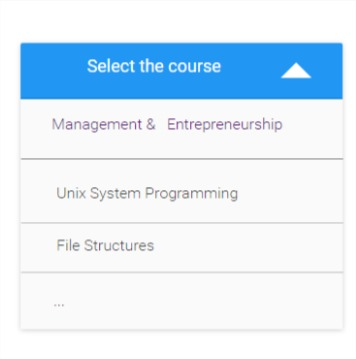 Select the course
Management & Entrepreneurship
Unix System Programming
File Structures
...